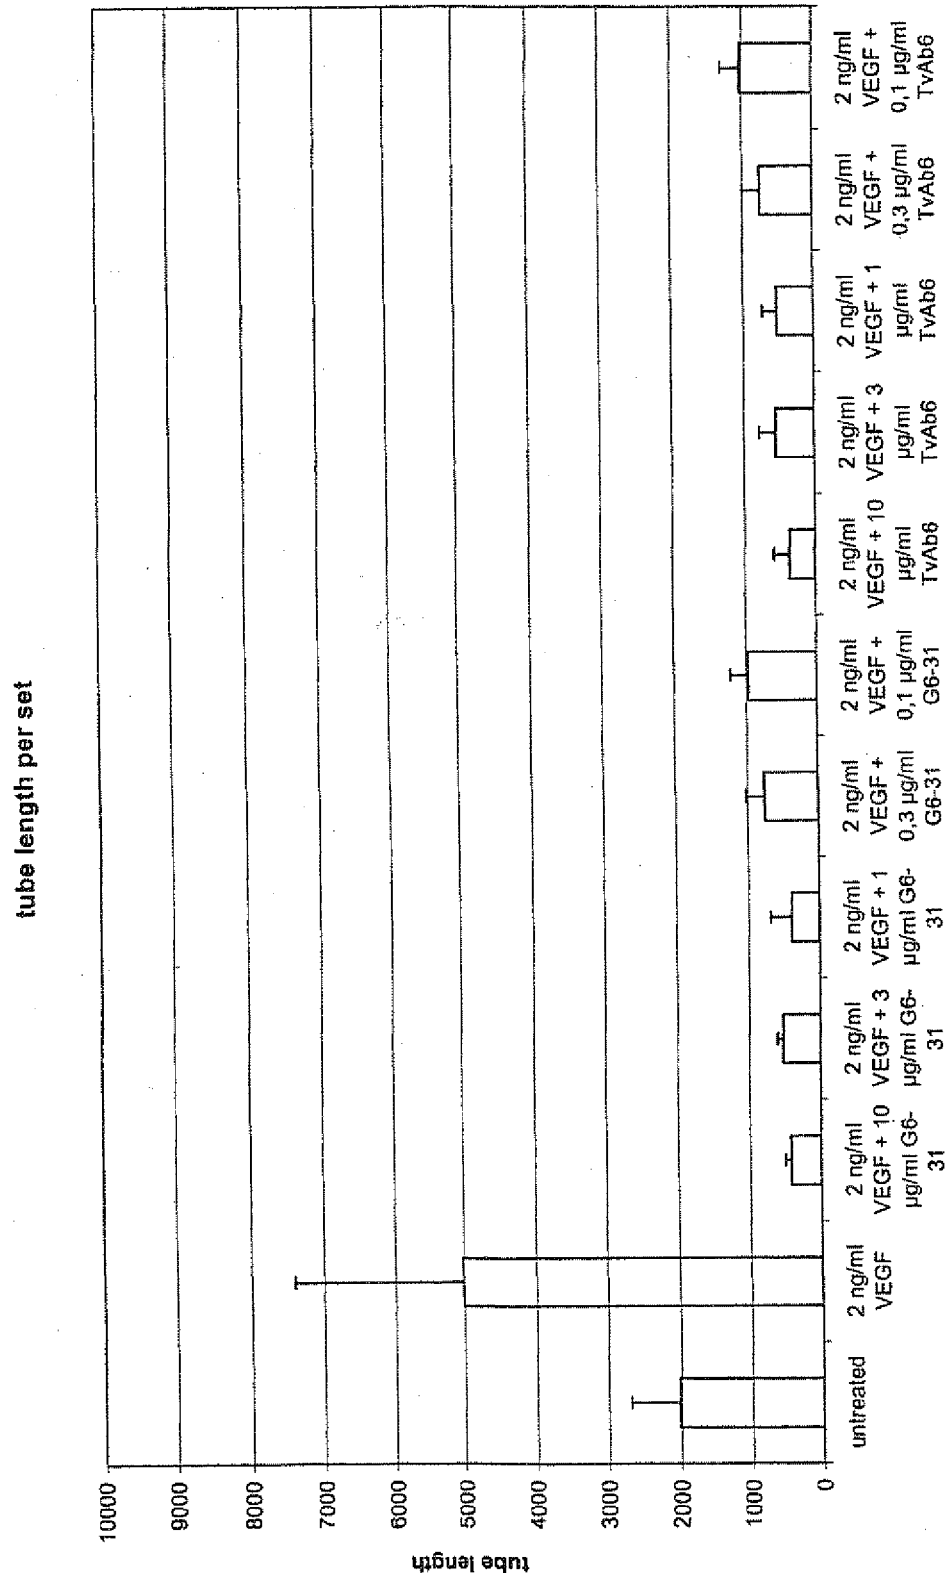 tube length per set
tube length
10000
9000
8000
7000
6000
5000
4000
3000
2000
1000
0
untreated
2 ng/ml
VEGF
2 ng/ml
VEGF + 10
µg/ml G6-
31
2 ng/ml
VEGF + 3
µg/ml G6-
31
2 ng/ml
VEGF + 1
µg/ml G6-
31
2 ng/ml
VEGF +
0,3 µg/ml
G6-31
2 ng/ml
VEGF +
0,1 µg/ml
G6-31
2 ng/ml
VEGF + 10
µg/ml
TvAb6
2 ng/ml
VEGF + 3
µg/ml
TvAb6
2 ng/ml
VEGF + 1
µg/ml
TvAb6
2 ng/ml
VEGF +
0,3 µg/ml
TvAb6
2 ng/ml
VEGF +
0,1 µg/ml
TvAb6